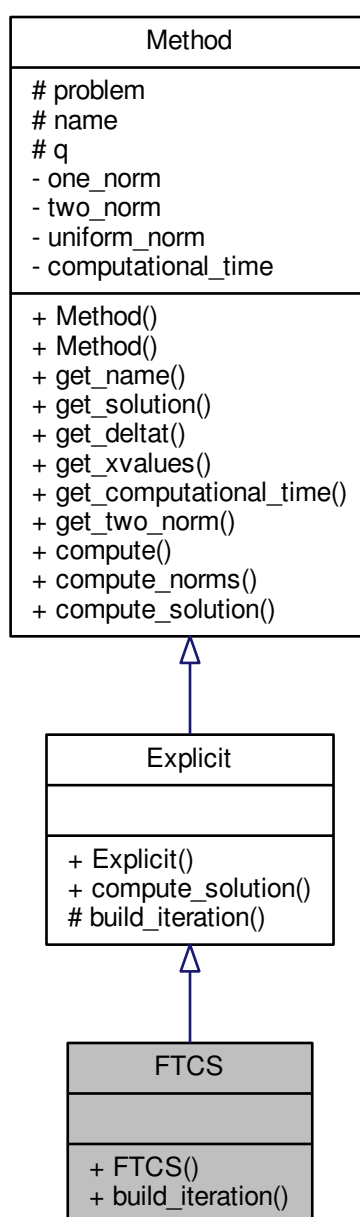 Method
# problem
# name
# q
- one_norm
- two_norm
- uniform_norm
- computational_time
+ Method()
+ Method()
+ get_name()
+ get_solution()
+ get_deltat()
+ get_xvalues()
+ get_computational_time()
+ get_two_norm()
+ compute()
+ compute_norms()
+ compute_solution()
Explicit
+ Explicit()
+ compute_solution()
# build_iteration()
FTCS
+ FTCS()
+ build_iteration()